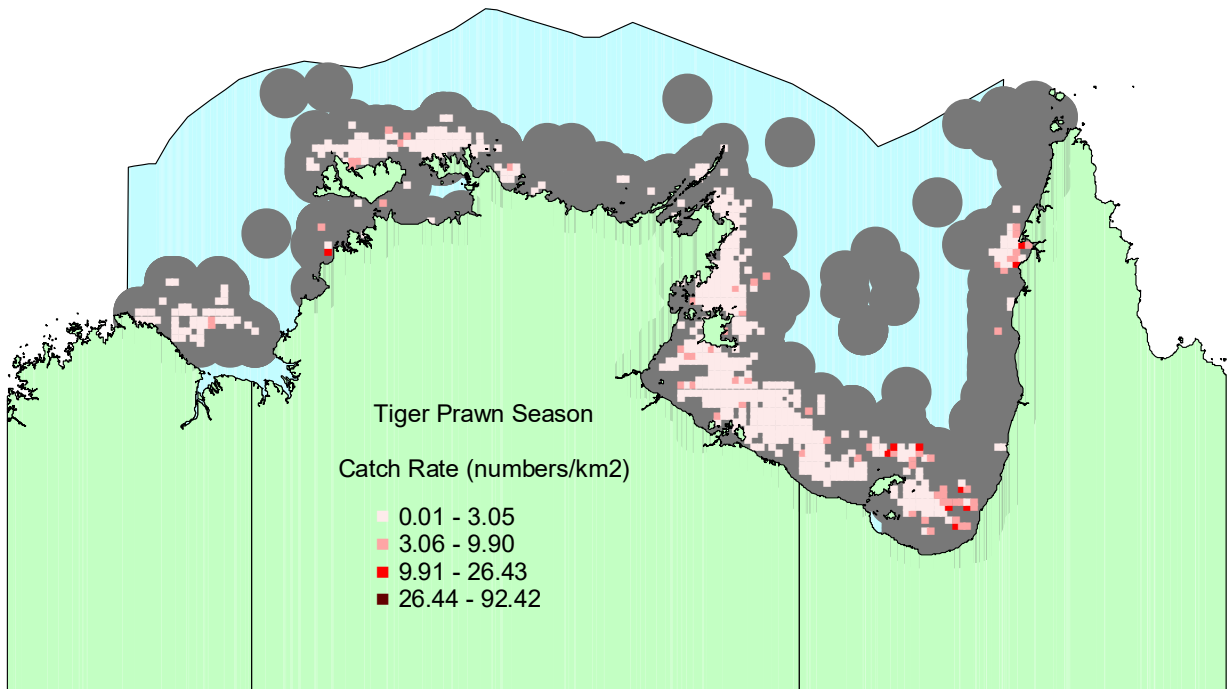 Tiger Prawn Season
Catch Rate (numbers/km2)
0.01 - 3.05
3.06 - 9.90
9.91 - 26.43
26.44 - 92.42